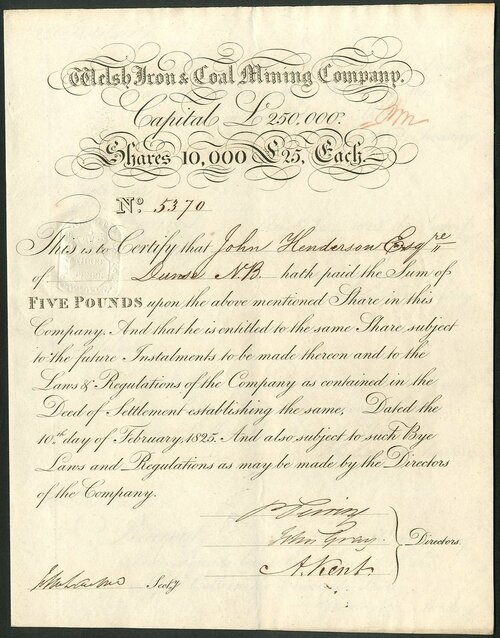 Welsh Iron & Coal Mining Company.
Capital £250,000.
Shares 10,000 £25, Each.
No. 5370
This is to Certify that John Henderson Esqre
of Dunse NB. hath paid the Sum of
FIVE POUNDS upon the above mentioned Share in this
Company. And that he is entitled to the same Share, subject
to the future Instalments to be made thereon and to the
Laws & Regulations of the Company as contained in the
Deed of Settlement establishing the same. Dated the
10th day of February, 1825. And also subject to such Bye
Laws and Regulations as may be made by the Directors
of the Company.
John Gray.
Directors.
A. Kent.
Secty